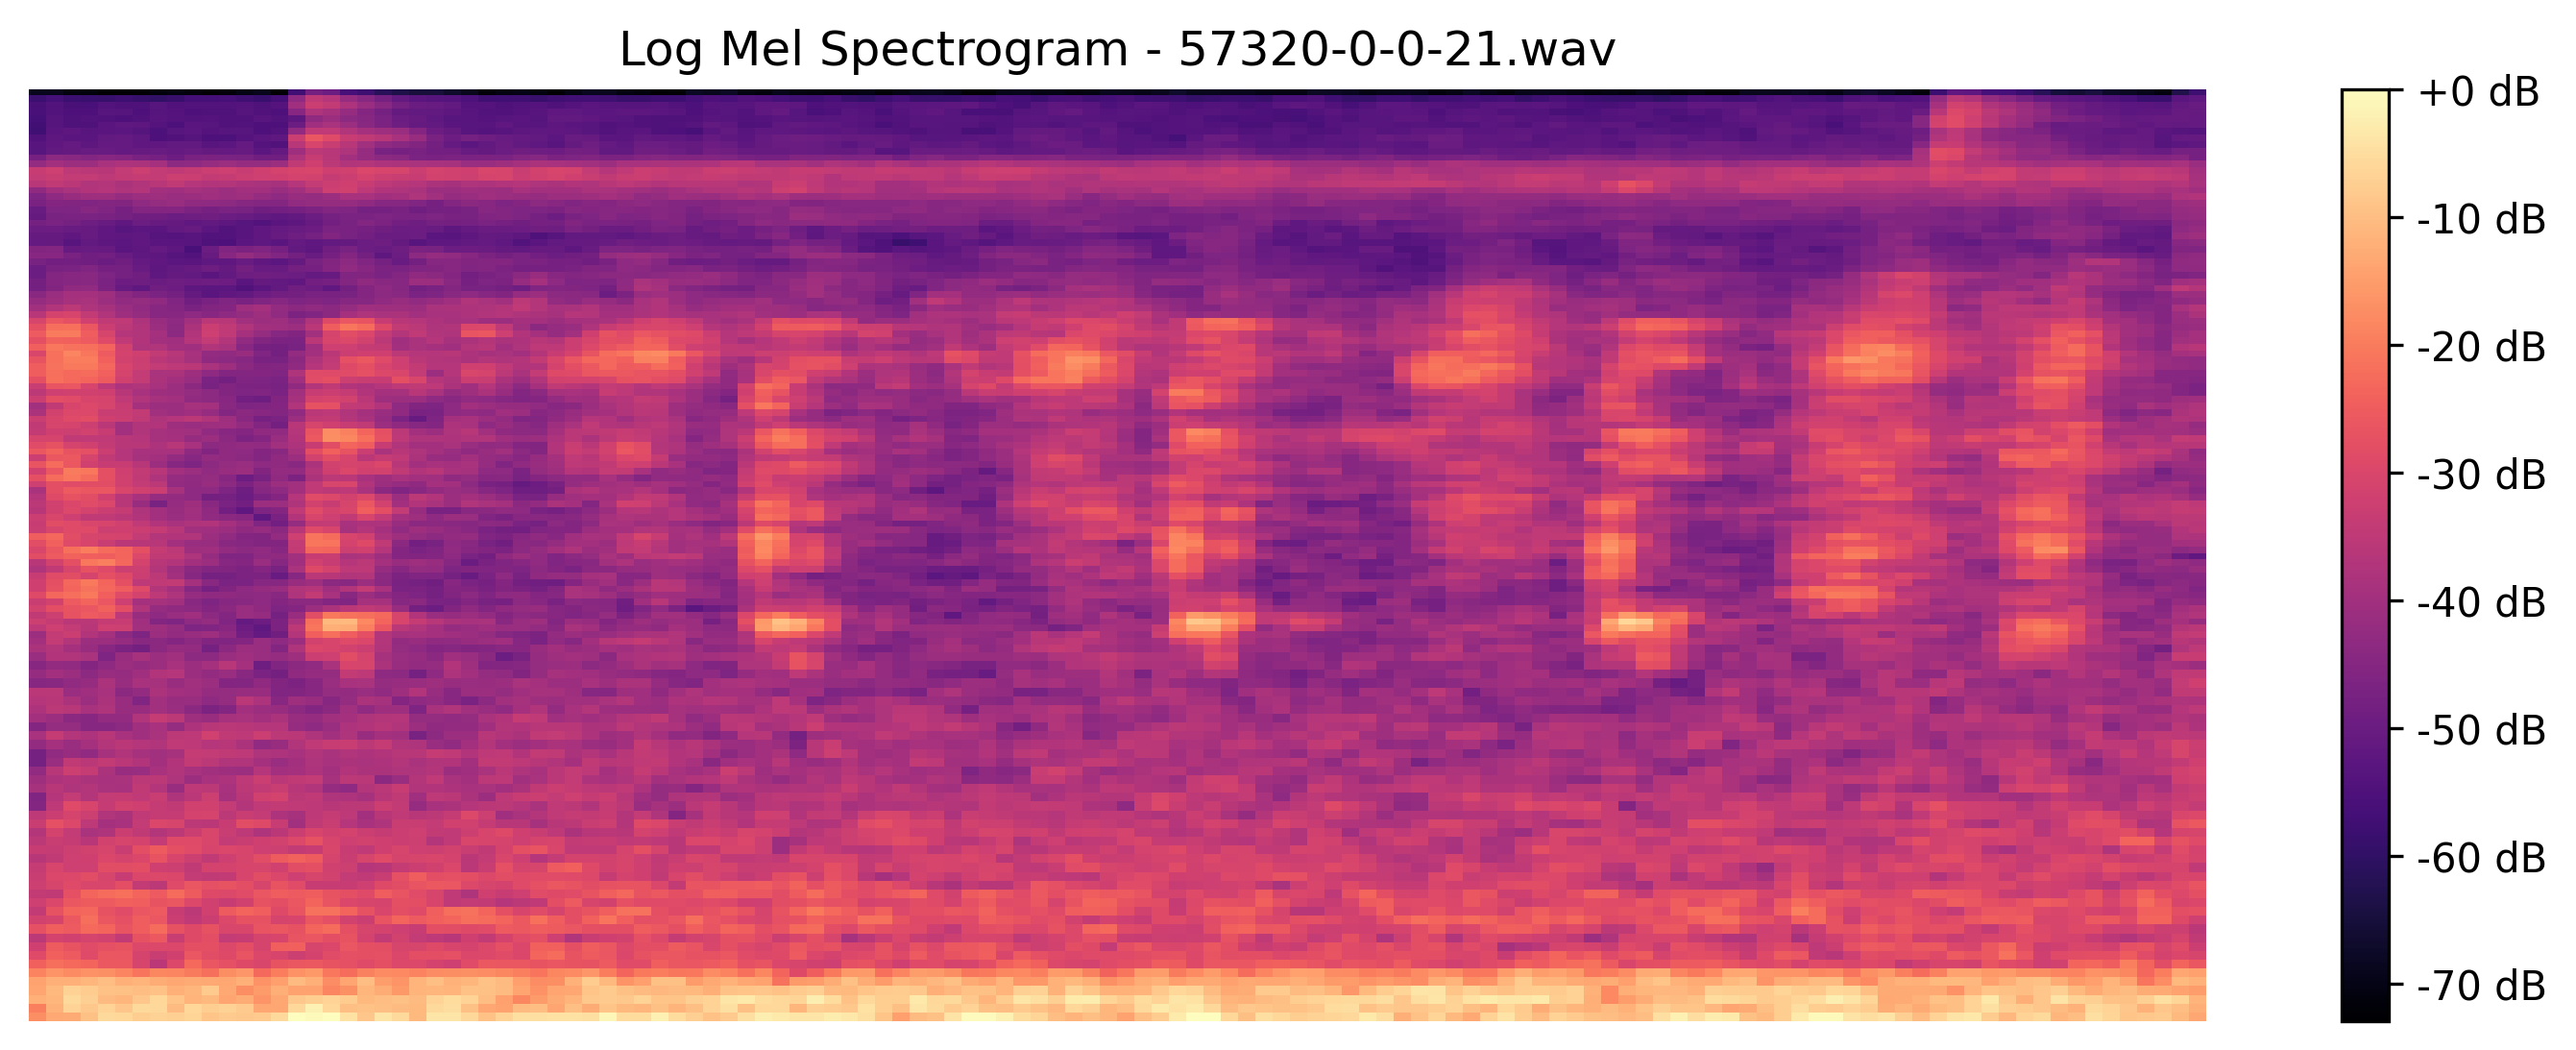 Log Mel Spectrogram - 57320-0-0-21.wav
+0 dB
-10 dB
-20 dB
-30 dB
-40 dB
-50 dB
-60 dB
-70 dB